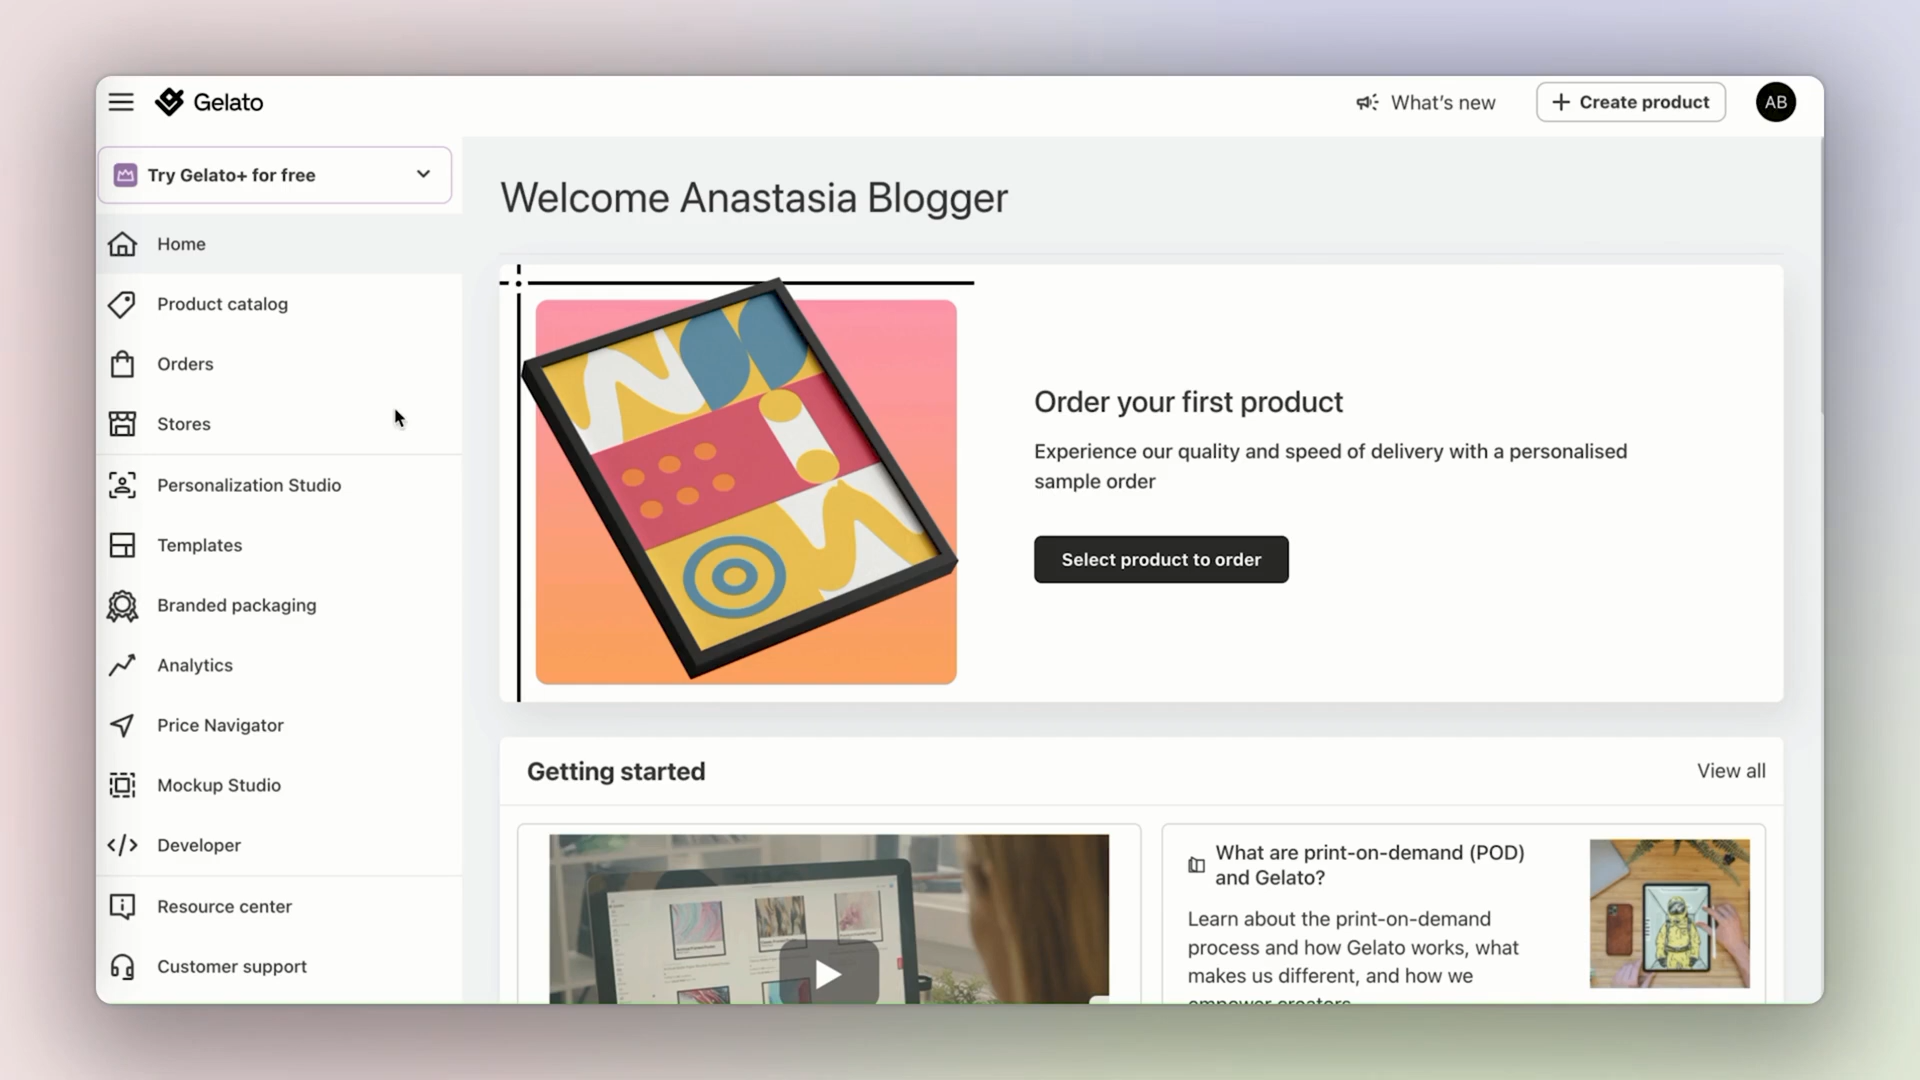 Gelato
What's new
Create product
AB
Try Gelato+ for free
Home
Product catalog
Orders
Stores
Personalization Studio
Templates
Branded packaging
Analytics
Price Navigator
Mockup Studio
Developer
Resource center
Customer support
Welcome Anastasia Blogger
Order your first product
Experience our quality and speed of delivery with a personalised
sample order
Select product to order
Getting started
View all
What are print-on-demand (POD)
and Gelato?
Learn about the print-on-demand
process and how Gelato works, what
makes us different, and how we
empower creators